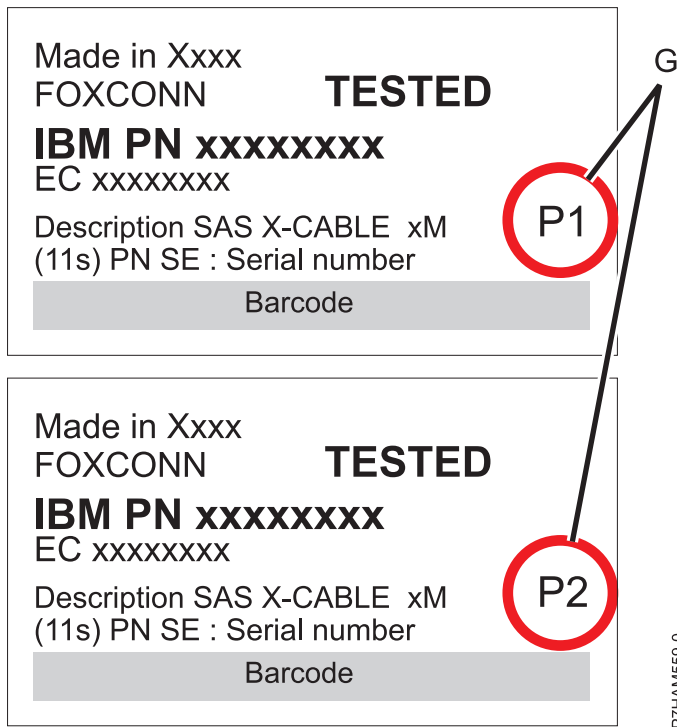 Made in Xxxx
FOXCONN TESTED
IBM PN xxxxxxxx
EC xxxxxxxx
Description SAS X-CABLE xM
(11s) PN SE : Serial number
P1
Barcode
G
Made in Xxxx
FOXCONN TESTED
IBM PN xxxxxxxx
EC xxxxxxxx
Description SAS X-CABLE xM
(11s) PN SE : Serial number
P2
Barcode